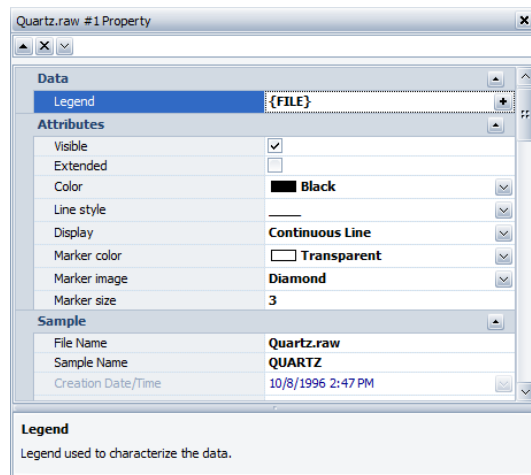 Quartz.raw #1 Property
Data
Legend {FILE}
Attributes
Visible
Extended
Color Black
Line style
Display Continuous Line
Marker color Transparent
Marker image Diamond
Marker size 3
Sample
File Name Quartz.raw
Sample Name QUARTZ
Creation Date/Time 10/8/1996 2:47 PM
Legend
Legend used to characterize the data.